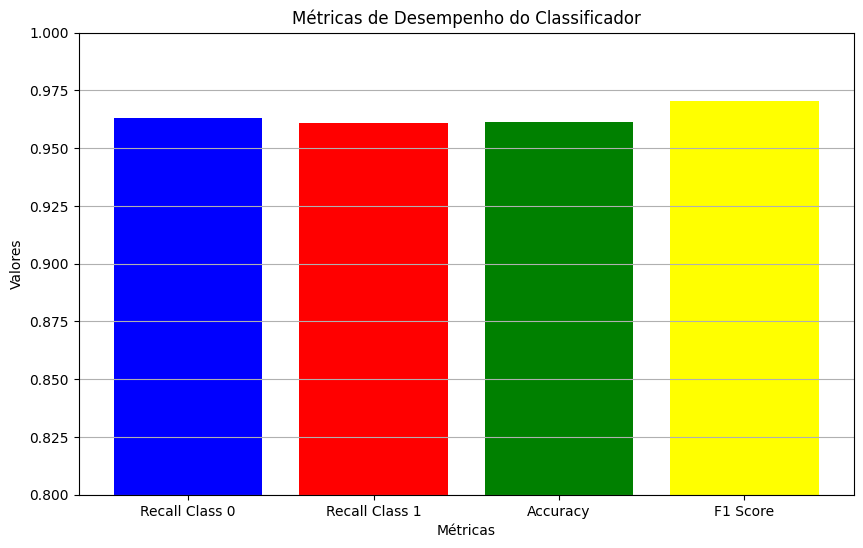 Métricas de Desempenho do Classificador
Valores
1.000
0.975
0.950
0.925
0.900
0.875
0.850
0.825
0.800
Recall Class 0
Recall Class 1
Accuracy
F1 Score
Métricas